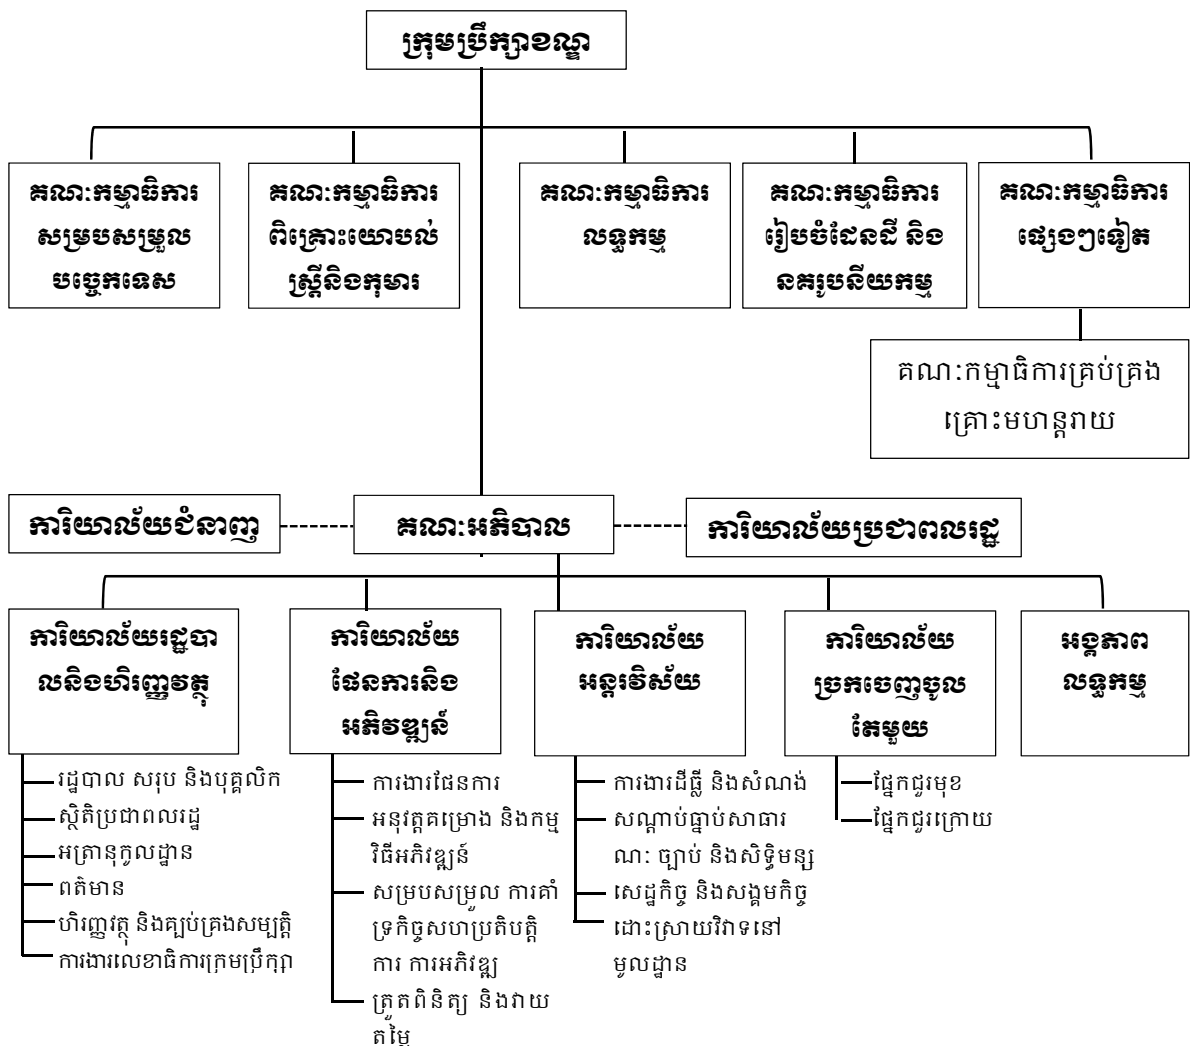 ក្រុមប្រឹក្សាខណ្ឌ
គណៈកម្មាធិការ
សម្របសម្រួល
បច្ចេកទេស
គណៈកម្មាធិការ
ពិគ្រោះយោបល់
ស្ត្រីនិងកុមារ
គណៈកម្មាធិការ
លទ្ធកម្ម
គណៈកម្មាធិការ
រៀបចំដែនដី និង
នគរូបនីយកម្ម
គណៈកម្មាធិការ
ផ្សេងៗទៀត
គណៈកម្មាធិការគ្រប់គ្រង
គ្រោះមហន្តរាយ
ការិយាល័យជំនាញ
គណៈអភិបាល
ការិយាល័យប្រជាពលរដ្ឋ
ការិយាល័យរដ្ឋបា
លនិងហិរញ្ញវត្ថុ
រដ្ឋបាល សរុប និងបុគ្គលិក
ស្ថិតិប្រជាពលរដ្ឋ
អត្រានុកូលដ្ឋាន
ពត៌មាន
ហិរញ្ញវត្ថុ និងគ្បប់គ្រងសម្បត្តិ
ការងារលេខាធិការក្រុមប្រឹក្សា
ការិយាល័យ
ផែនការនិង
អភិវឌ្ឍន៍
ការងារផែនការ
អនុវត្តគម្រោង និងកម្ម
វិធីអភិវឌ្ឍន៍
សម្របសម្រួល ការគាំ
ទ្រកិច្ចសហប្រតិបត្តិ
ការ ការអភិវឌ្ឍ
ត្រួតពិនិត្យ និងវាយ
តម្លៃ
ការិយាល័យ
អន្តរវិស័យ
ការងារដីធ្លី និងសំណង់
សណ្តាប់ធ្នាប់សាធារ
ណៈ ច្បាប់ និងសិទ្ធិមនុស្ស
សេដ្ឋកិច្ច និងសង្គមកិច្ច
ដោះស្រាយវិវាទនៅ
មូលដ្ឋាន
ការិយាល័យ
ច្រកចេញចូល
តែមួយ
ផ្នែកជួរមុខ
ផ្នែកជួរក្រោយ
អង្គភាព
លទ្ធកម្ម